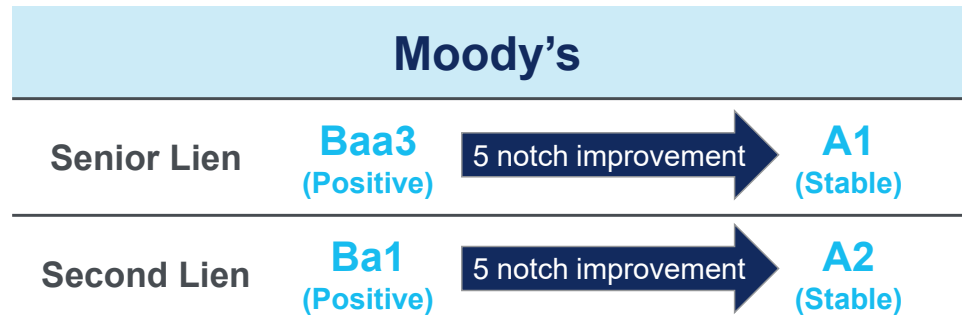 Moody’s
Senior Lien
Baa3
(Positive)
5 notch improvement
A1
(Stable)
Second Lien
Ba1
(Positive)
5 notch improvement
A2
(Stable)